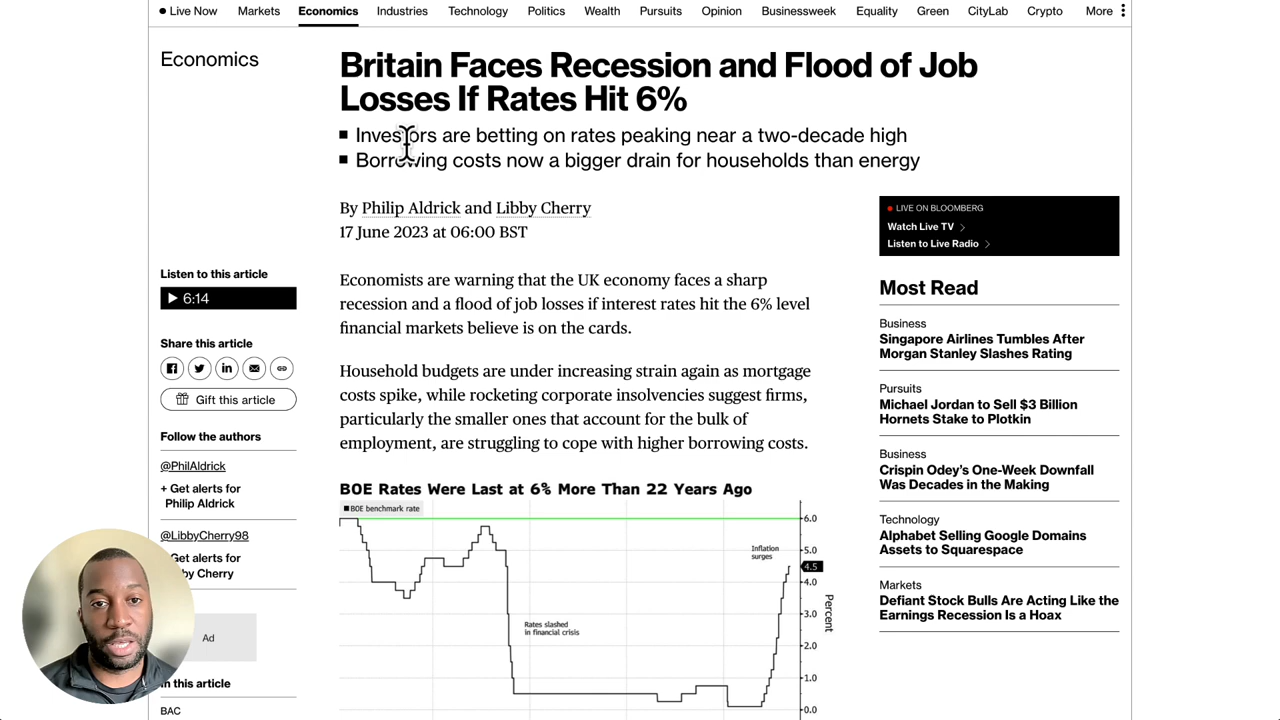 Live Now Markets Economics Industries Technology Politics Wealth Pursuits Opinion Businessweek Equality Green CityLab Crypto More
Economics
Britain Faces Recession and Flood of Job
Losses If Rates Hit 6%
Investors are betting on rates peaking near a two-decade high
Borrowing costs now a bigger drain for households than energy
By Philip Aldrick and Libby Cherry
17 June 2023 at 06:00 BST
Listen to this article
6:14
Share this article
Gift this article
Follow the authors
@PhilAldrick
+ Get alerts for
Philip Aldrick
@LibbyCherry98
Get alerts for
Cherry
Ad
In this article
BAC
Economists are warning that the UK economy faces a sharp
recession and a flood of job losses if interest rates hit the 6% level
financial markets believe is on the cards.
Household budgets are under increasing strain again as mortgage
costs spike, while rocketing corporate insolvencies suggest firms,
particularly the smaller ones that account for the bulk of
employment, are struggling to cope with higher borrowing costs.
BOE Rates Were Last at 6% More Than 22 Years Ago
BOE benchmark rate
6.0
Inflation
surges
5.0
4.5
4.0
3.0
Percent
Rates slashed
in financial crisis
2.0
1.0
0.0
LIVE ON BLOOMBERG
Watch Live TV
Listen to Live Radio
Most Read
Business
Singapore Airlines Tumbles After
Morgan Stanley Slashes Rating
Pursuits
Michael Jordan to Sell $3 Billion
Hornets Stake to Plotkin
Business
Crispin Odey's One-Week Downfall
Was Decades in the Making
Technology
Alphabet Selling Google Domains
Assets to Squarespace
Markets
Defiant Stock Bulls Are Acting Like the
Earnings Recession Is a Hoax